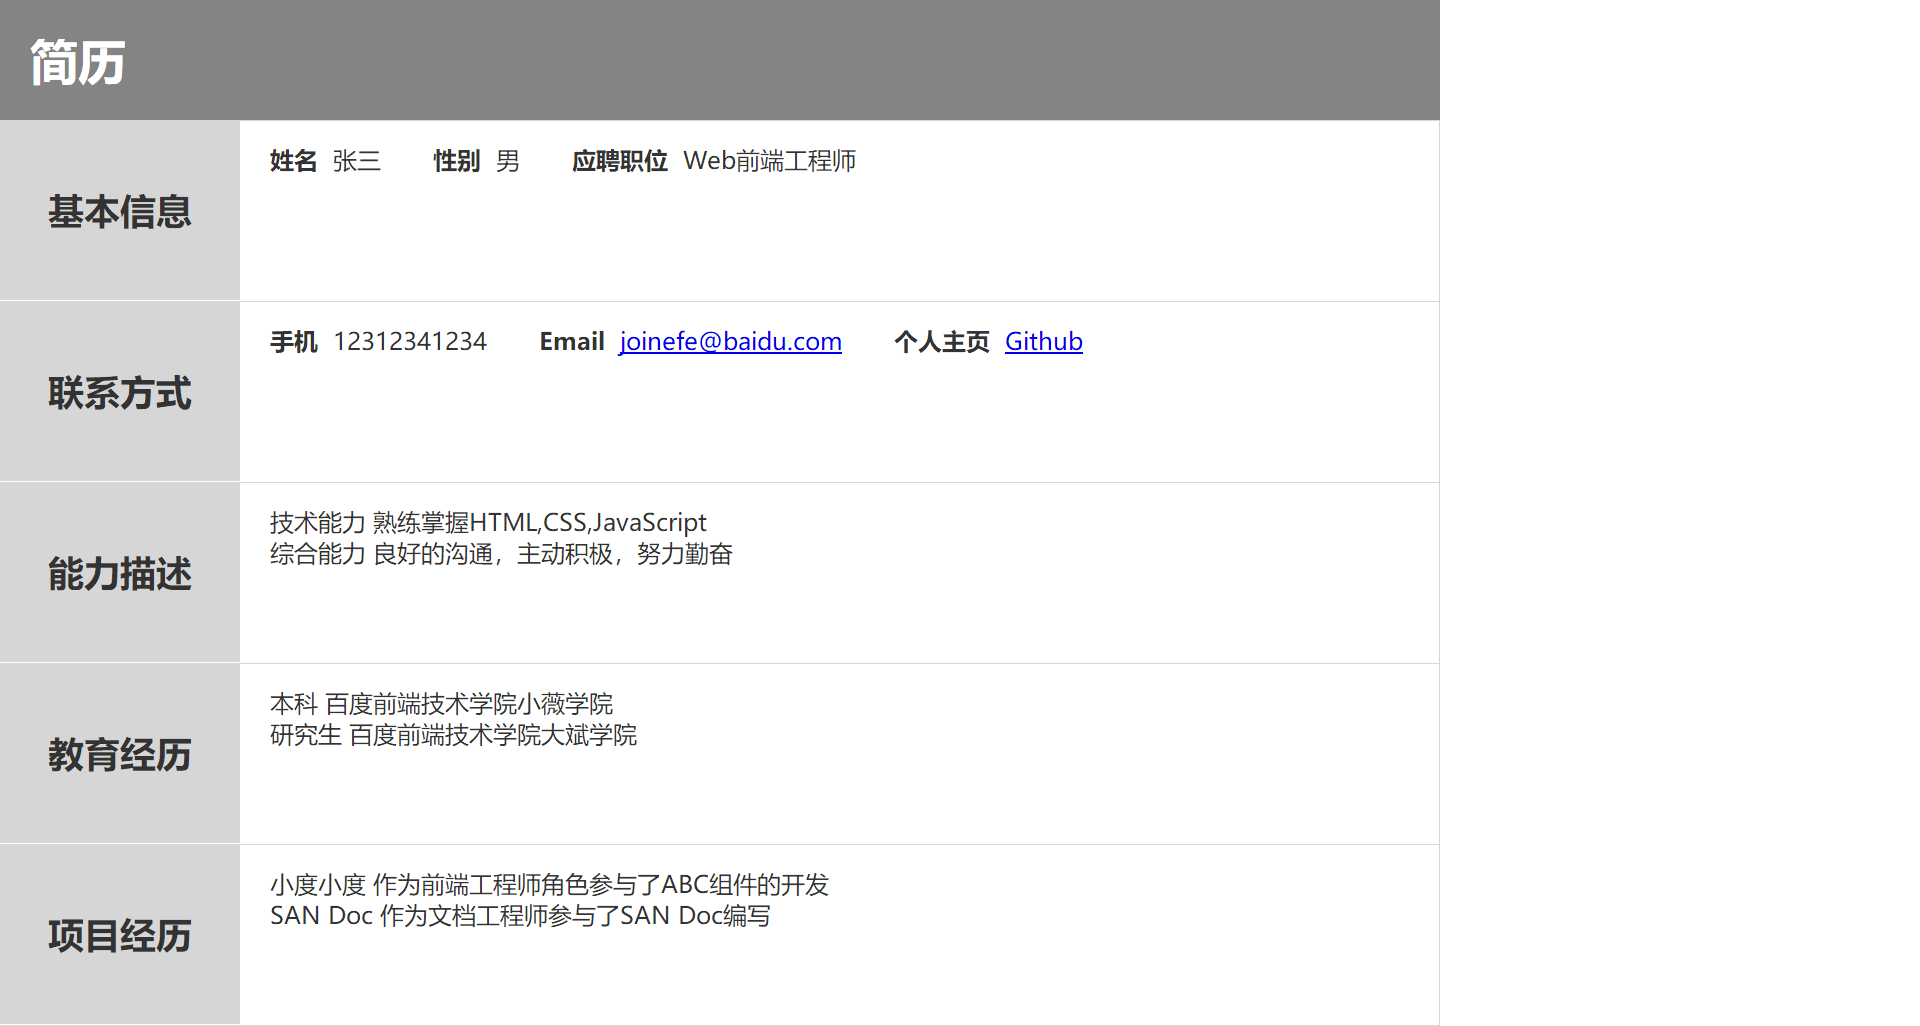 简历
基本信息
姓名 张三 性别 男 应聘职位 Web前端工程师
联系方式
手机 12312341234 Email joinefe@baidu.com 个人主页 Github
能力描述
技术能力 熟练掌握HTML,CSS,JavaScript
综合能力 良好的沟通，主动积极，努力勤奋
教育经历
本科 百度前端技术学院小薇学院
研究生 百度前端技术学院大斌学院
项目经历
小度小度 作为前端工程师角色参与了ABC组件的开发
SAN Doc 作为文档工程师参与了SAN Doc编写